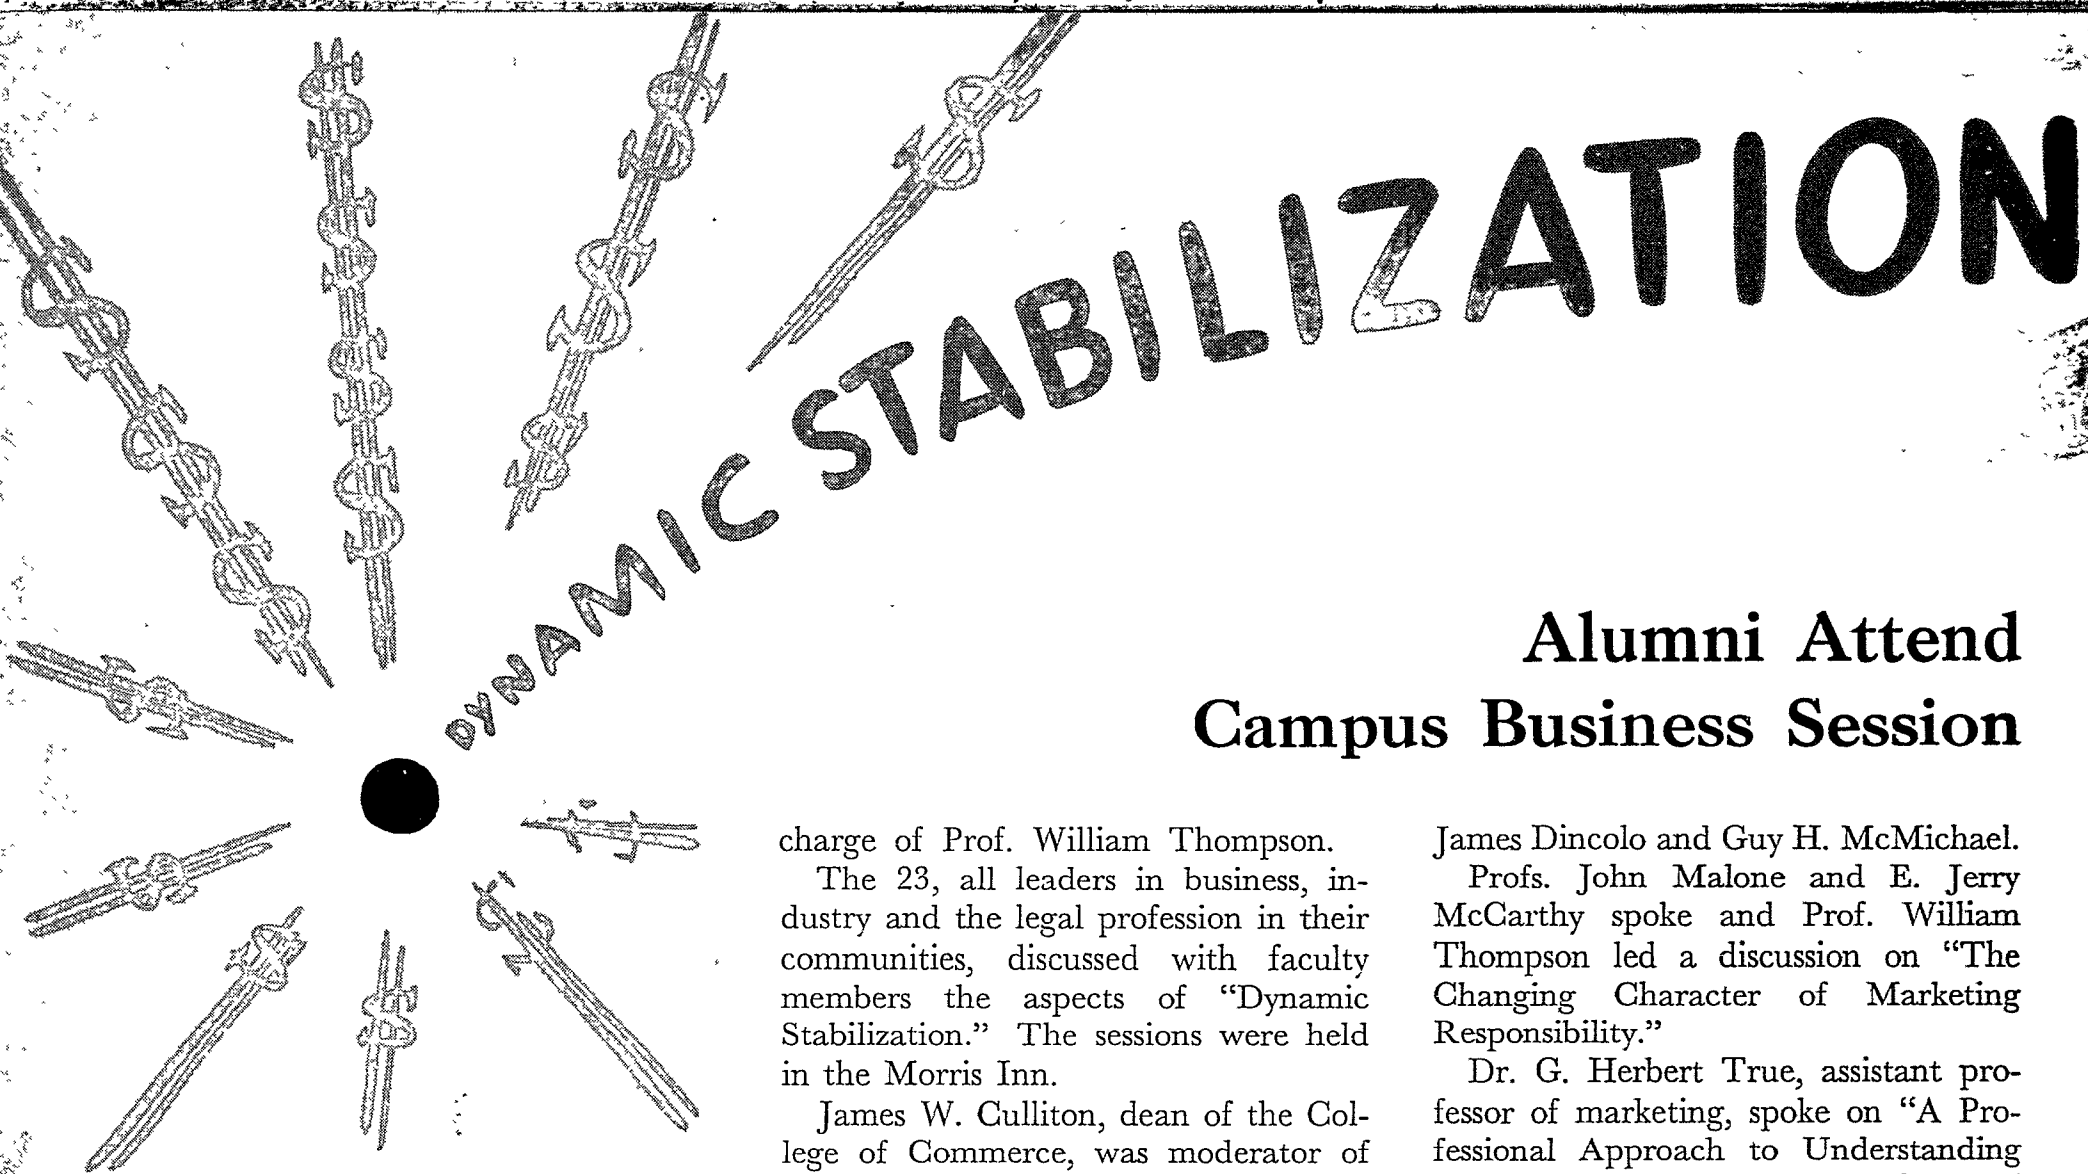 DYNAMIC STABILIZATION
Alumni Attend
Campus Business Session
charge of Prof. William Thompson.
The 23, all leaders in business, in-
dustry and the legal profession in their
communities, discussed with faculty
members the aspects of “Dynamic
Stabilization.” The sessions were held
in the Morris Inn.
James W. Culliton, dean of the Col-
lege of Commerce, was moderator of
James Dincolo and Guy H. McMichael.
Profs. John Malone and E. Jerry
McCarthy spoke and Prof. William
Thompson led a discussion on “The
Changing Character of Marketing
Responsibility.”
Dr. G. Herbert True, assistant pro-
fessor of marketing, spoke on “A Pro-
fessional Approach to Understanding